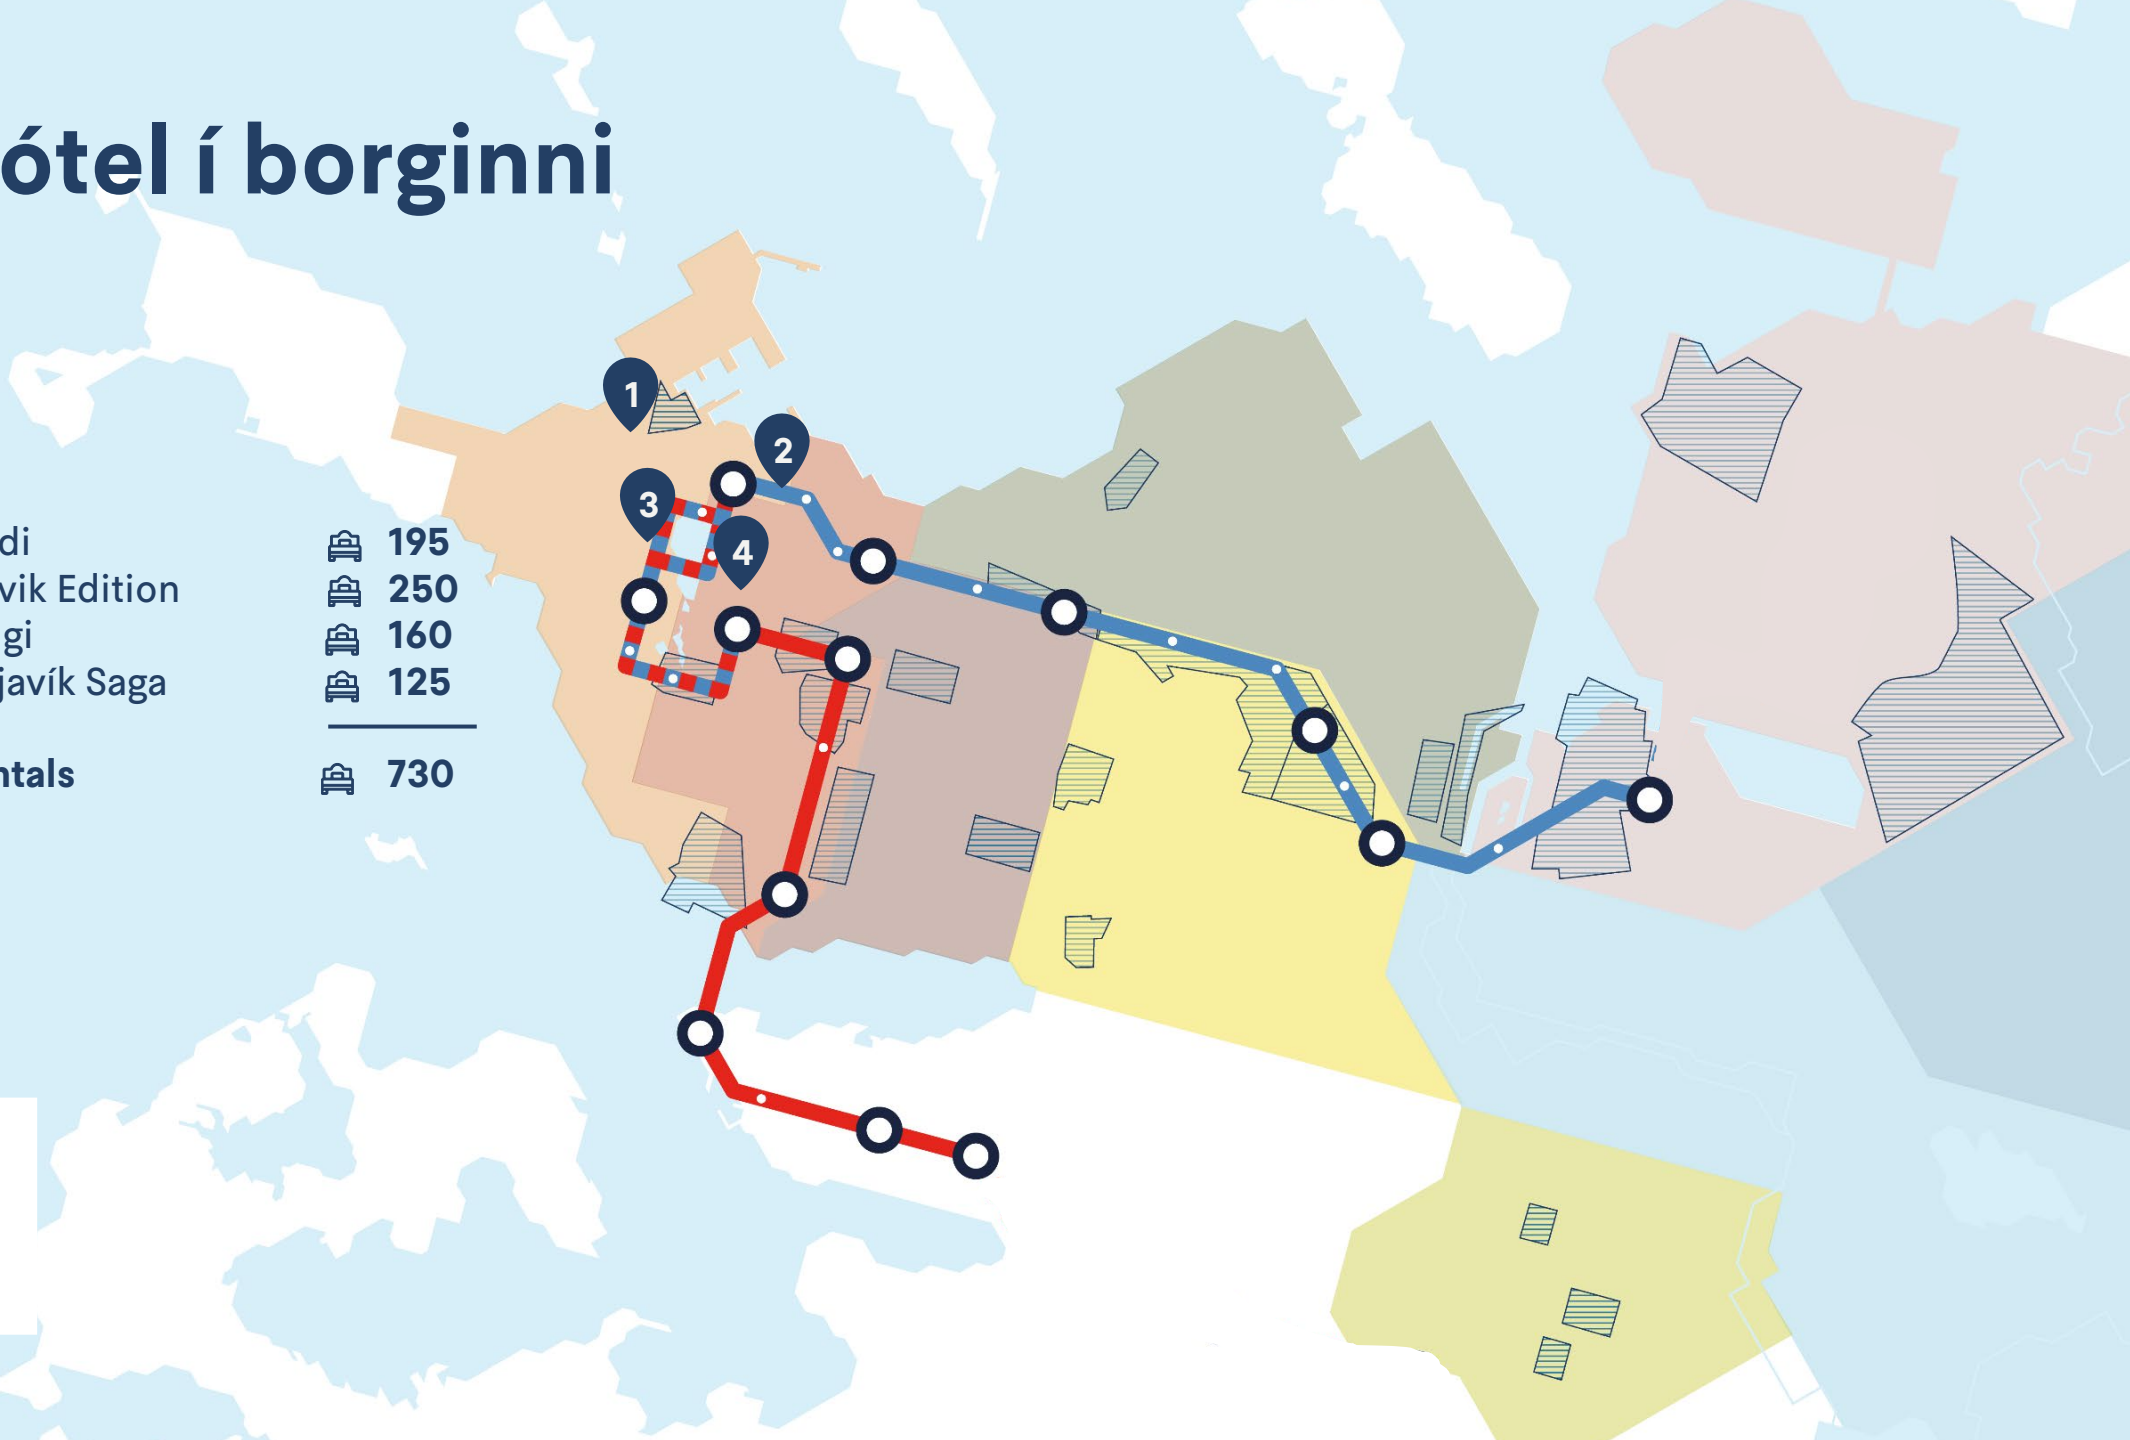 ótel í borginni
1
2
3
4
di 195
vik Edition 250
gi 160
javík Saga 125
ntals 730